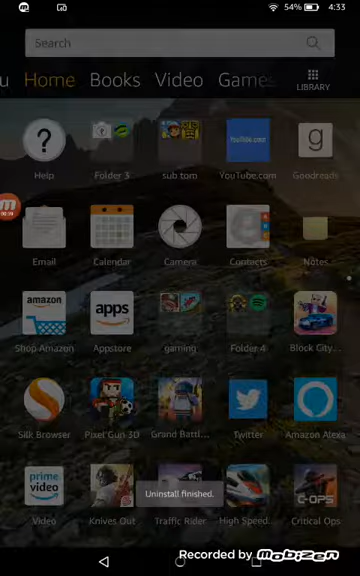 54% 4:33
Search
u Home Books Video Games LIBRARY
Help Folder 3 sub tom YouTube.com Goodreads
Email Calendar Camera Contacts Notes
amazon apps
Shop Amazon Appstore gaming Folder 4 Block City...
Silk Browser Pixel Gun 3D Grand Battl... Twitter Amazon Alexa
prime video C-OPS
Uninstall finished.
Video Knives Out Traffic Rider High Speed... Critical Ops
Recorded by mobizen